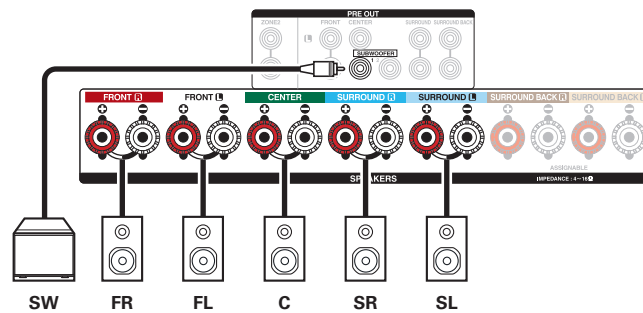 PRE OUT
ZONE2 FRONT CENTER SURROUND SURROUND BACK
L
SUBWOOFER
1 2
FRONT R FRONT L CENTER SURROUND R SURROUND L SURROUND BACK R SURROUND BACK
ASSIGNABLE
SPEAKERS IMPEDANCE : 4~16Ω
SW FR FL C SR SL